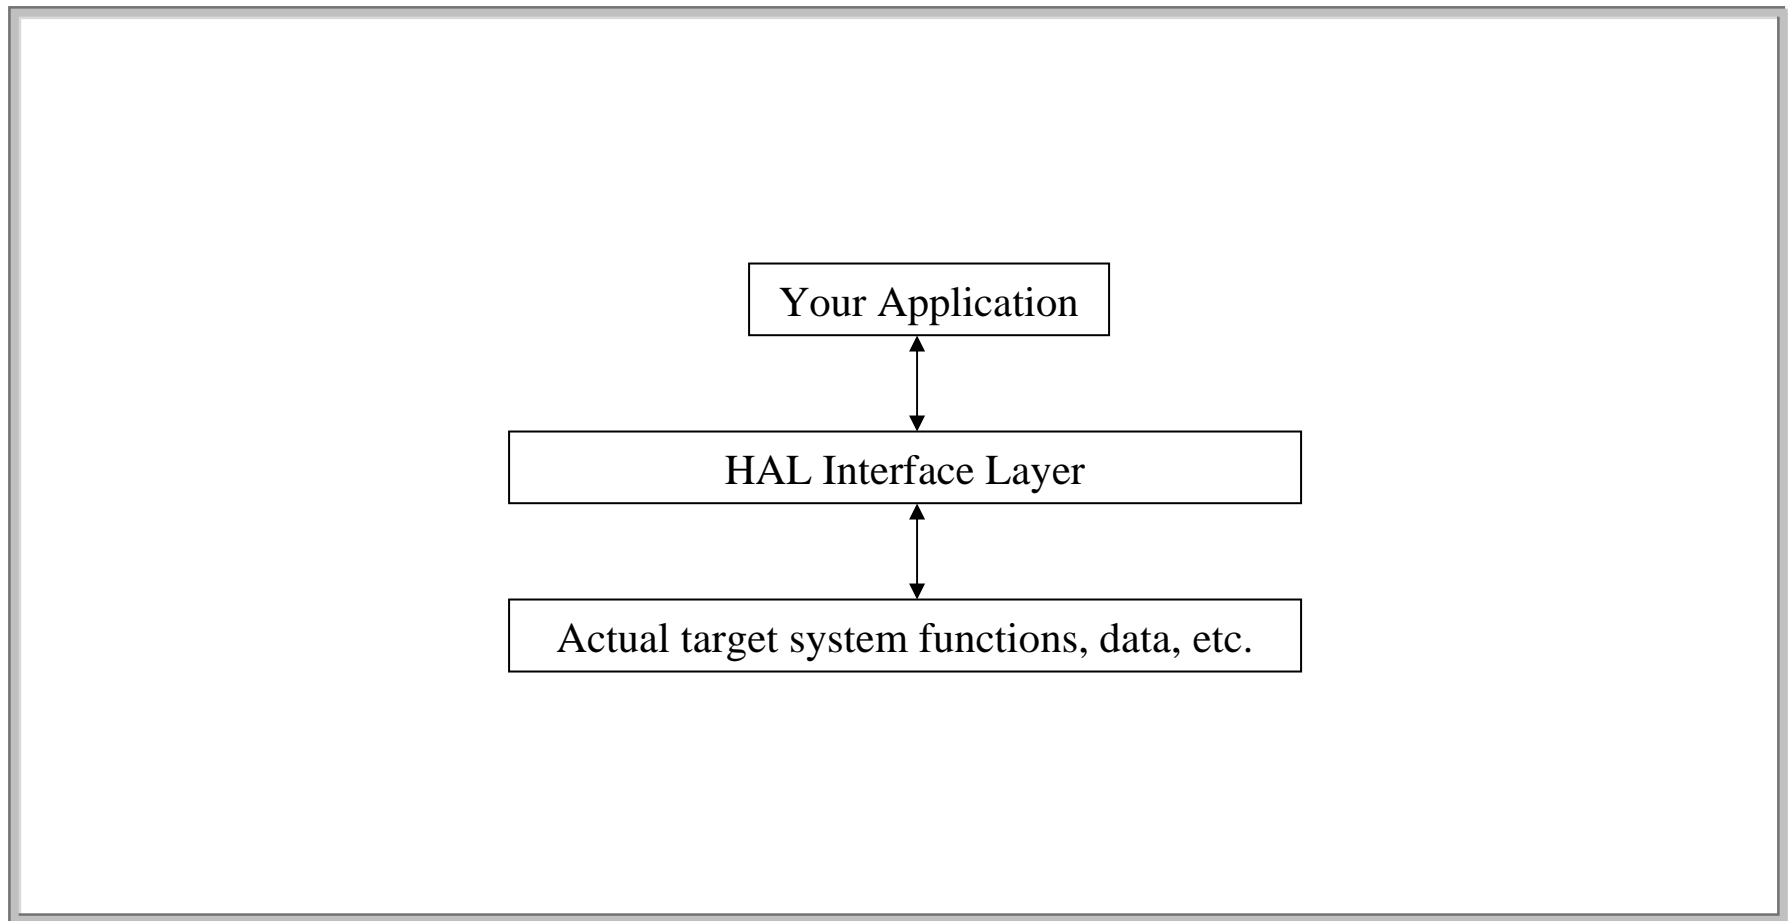 Your Application
HAL Interface Layer
Actual target system functions, data, etc.